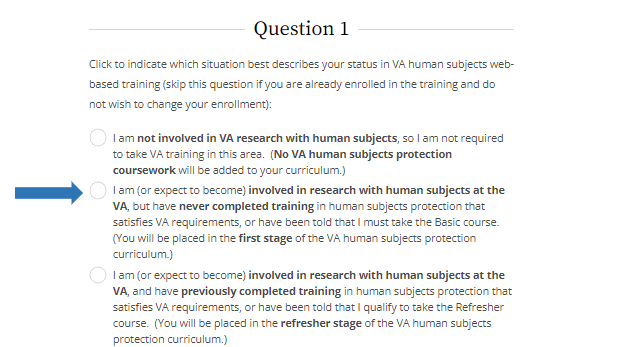 Question 1
Click to indicate which situation best describes your status in VA human subjects web-
based training (skip this question if you are already enrolled in the training and do
not wish to change your enrollment):
I am not involved in VA research with human subjects, so I am not required
to take VA training in this area.  (No VA human subjects protection
coursework will be added to your curriculum.)
I am (or expect to become) involved in research with human subjects at the
VA, but have never completed training in human subjects protection that
satisfies VA requirements, or have been told that I must take the Basic course.
(You will be placed in the first stage of the VA human subjects protection
curriculum.)
I am (or expect to become) involved in research with human subjects at the
VA, and have previously completed training in human subjects protection that
satisfies VA requirements, or have been told that I qualify to take the Refresher
course.  (You will be placed in the refresher stage of the VA human subjects
protection curriculum.)